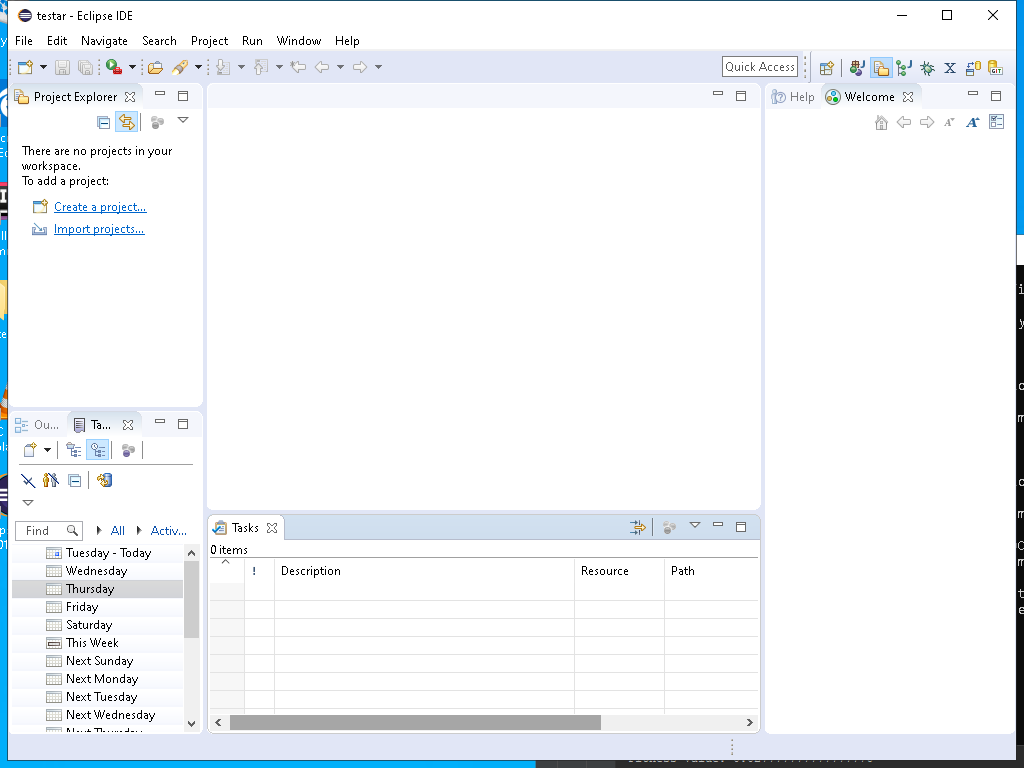 testar - Eclipse IDE
File Edit Navigate Search Project Run Window Help
Quick Access
Project Explorer
There are no projects in your
workspace.
To add a project:
Create a project...
Import projects...
Help Welcome
Ou... Ta...
Find All Activ...
Tuesday - Today
Wednesday
Thursday
Friday
Saturday
This Week
Next Sunday
Next Monday
Next Tuesday
Next Wednesday
Next Thursday
Tasks
0 items
! Description Resource Path